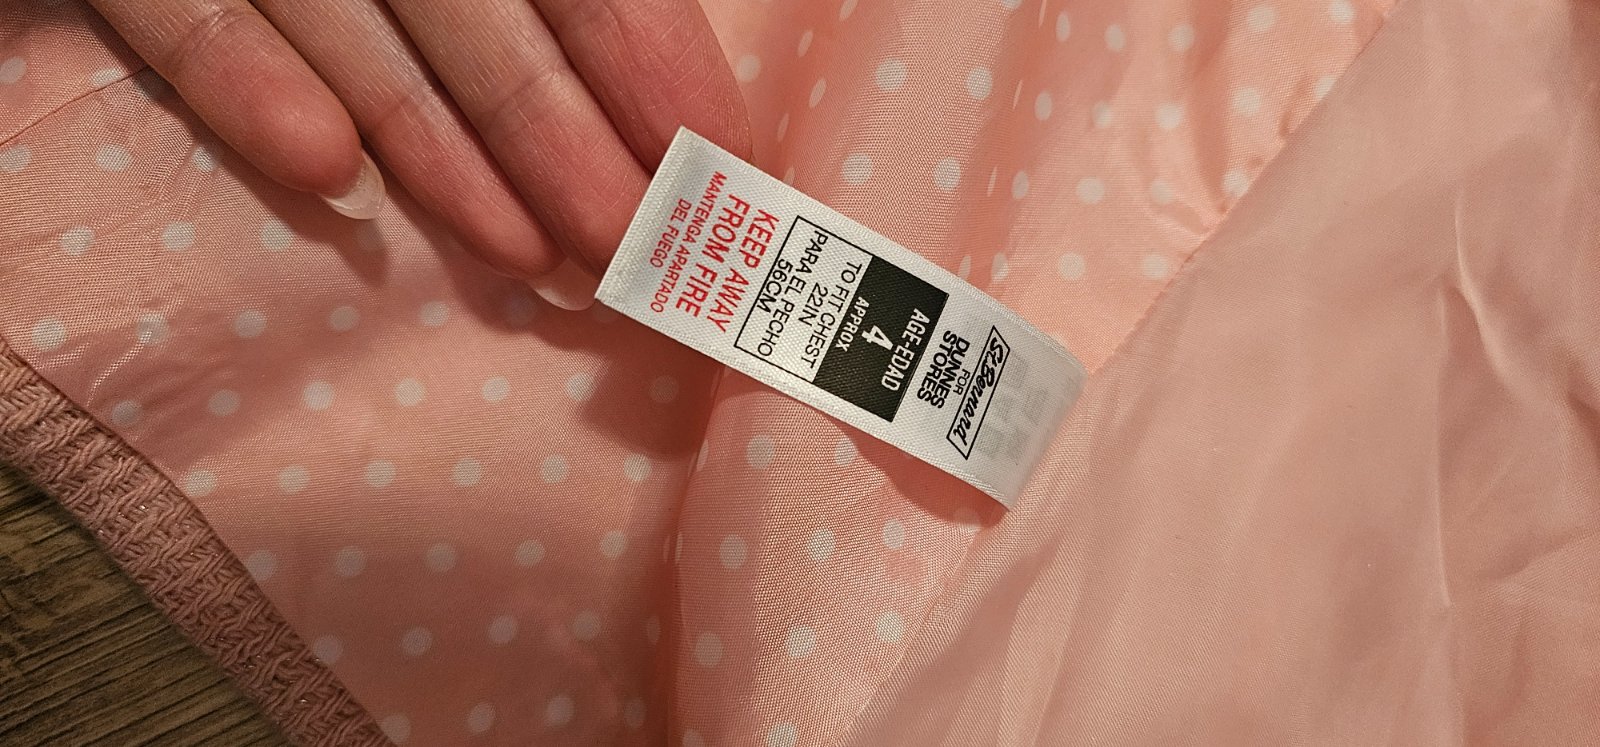 St. Bernard
FOR
DUNNES
STORES
AGE-EDAD
4
APPROX
TO FIT CHEST
22IN
PARA EL PECHO
56CM
KEEP AWAY
FROM FIRE
MANTENGA APARTADO
DEL FUEGO